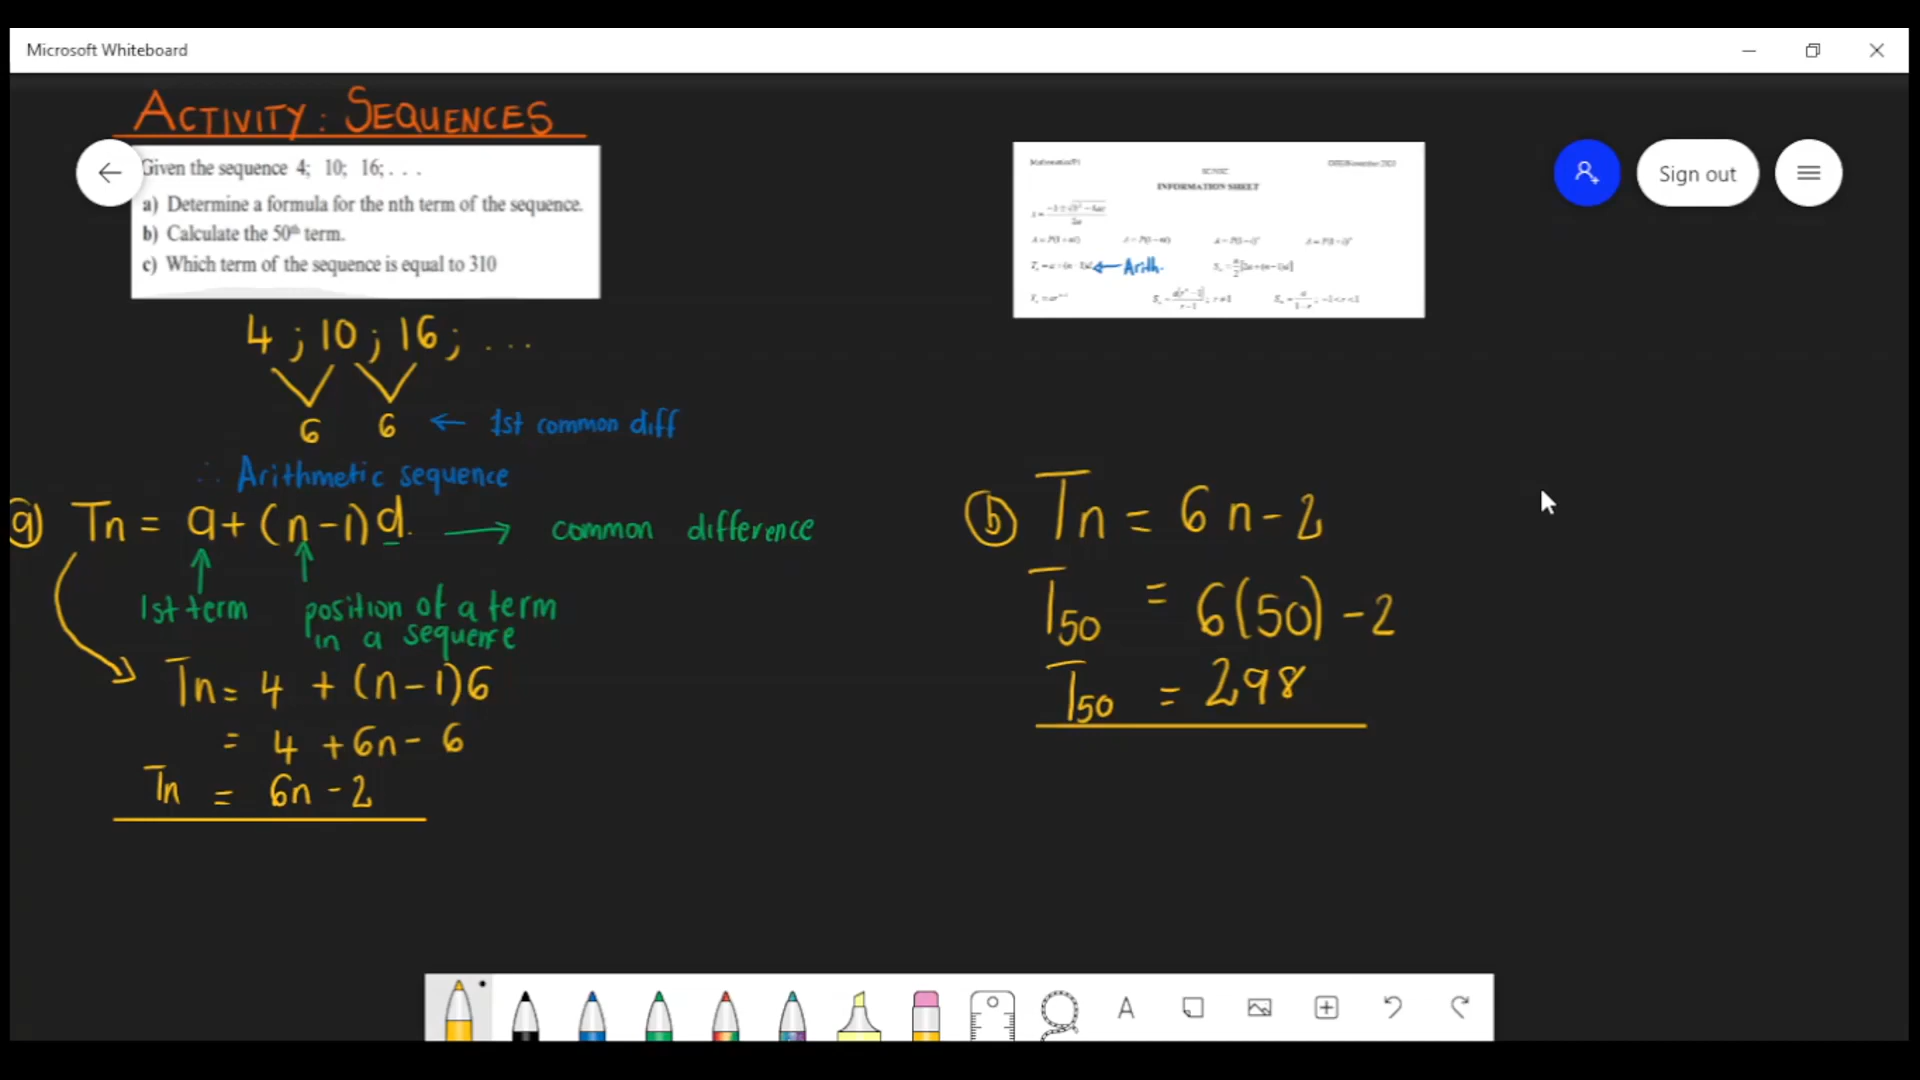 Microsoft Whiteboard
ACTIVITY: SEQUENCES
Given the sequence 4; 10; 16; . . .
a) Determine a formula for the nth term of the sequence.
b) Calculate the 50th term.
c) Which term of the sequence is equal to 310
INFORMATION SHEET
← Arith.
Sign out
4 ; 10 ; 16 ; ...
6 6 ← 1st common diff
∴ Arithmetic sequence
a) Tn = a + (n-1)d. → common difference
1st term
position of a term
in a sequence
Tn = 4 + (n-1)6
= 4 + 6n - 6
Tn = 6n - 2
b) Tn = 6n - 2
T50 = 6(50) - 2
T50 = 298
A